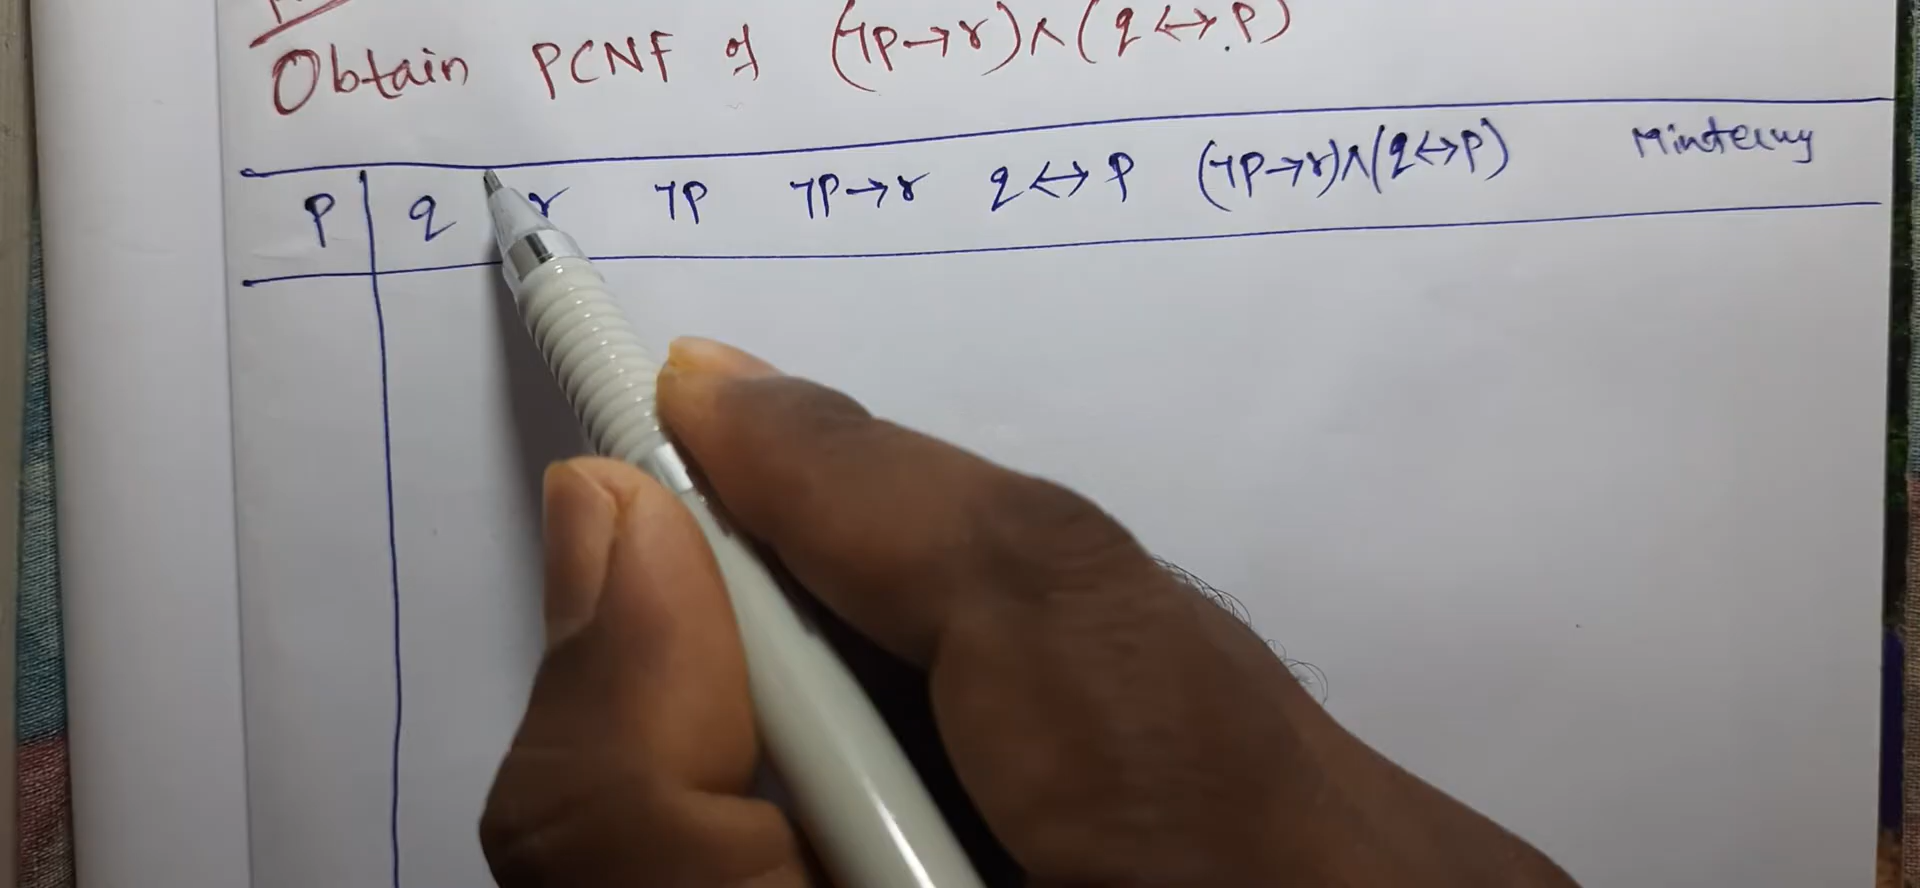 Obtain PCNF of (¬P→r)∧(q↔P)
P q r ¬P ¬P→r q↔P (¬P→r)∧(q↔P) Minterms